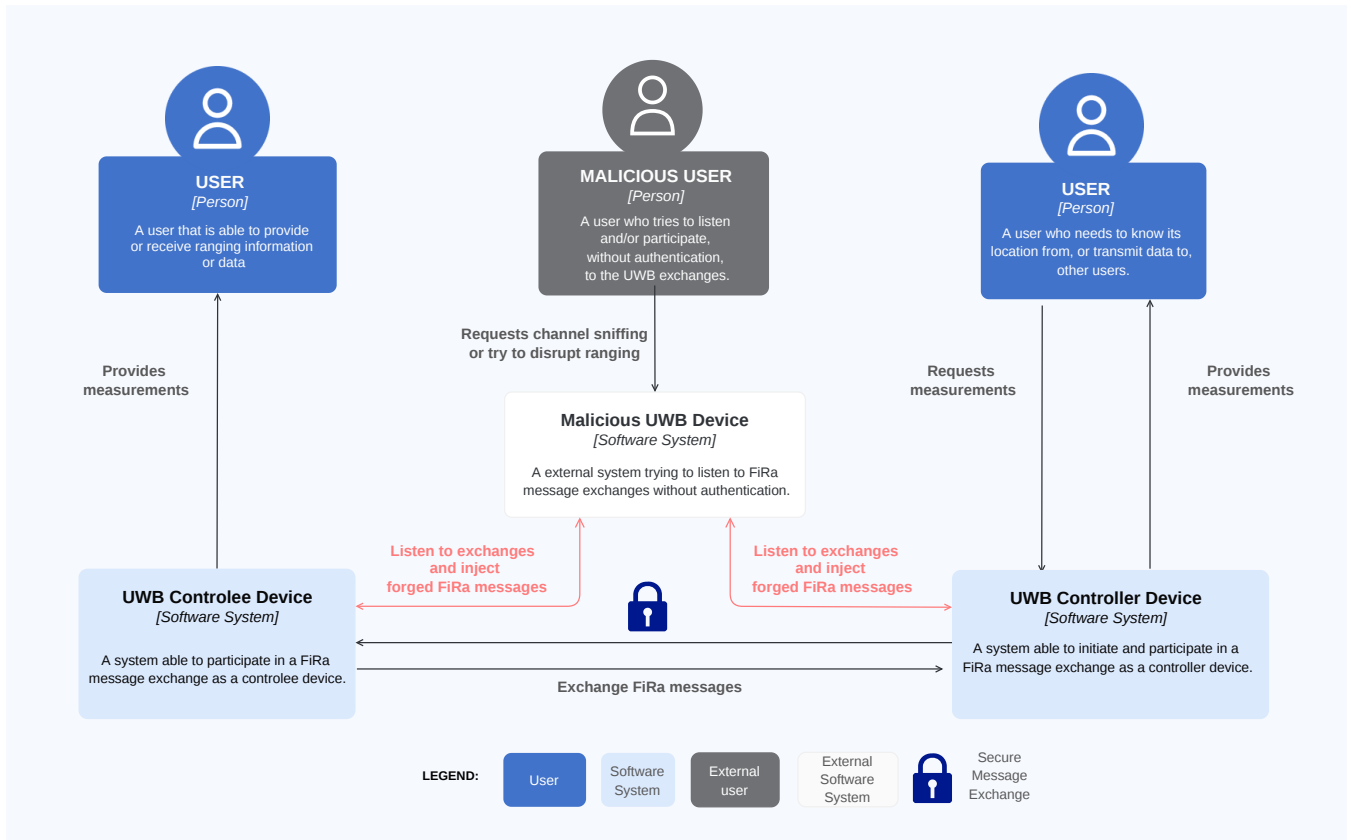 USER
[Person]
A user that is able to provide
or receive ranging information
or data
MALICIOUS USER
[Person]
A user who tries to listen
and/or participate,
without authentication,
to the UWB exchanges.
USER
[Person]
A user who needs to know its
location from, or transmit data to,
other users.
Provides
measurements
Requests channel sniffing
or try to disrupt ranging
Requests
measurements
Provides
measurements
Malicious UWB Device
[Software System]
A external system trying to listen to FiRa
message exchanges without authentication.
Listen to exchanges
and inject
forged FiRa messages
Listen to exchanges
and inject
forged FiRa messages
UWB Controlee Device
[Software System]
A system able to participate in a FiRa
message exchange as a controlee device.
UWB Controller Device
[Software System]
A system able to initiate and participate in a
FiRa message exchange as a controller device.
Exchange FiRa messages
LEGEND:
User
Software
System
External
user
External
Software
System
Secure
Message
Exchange